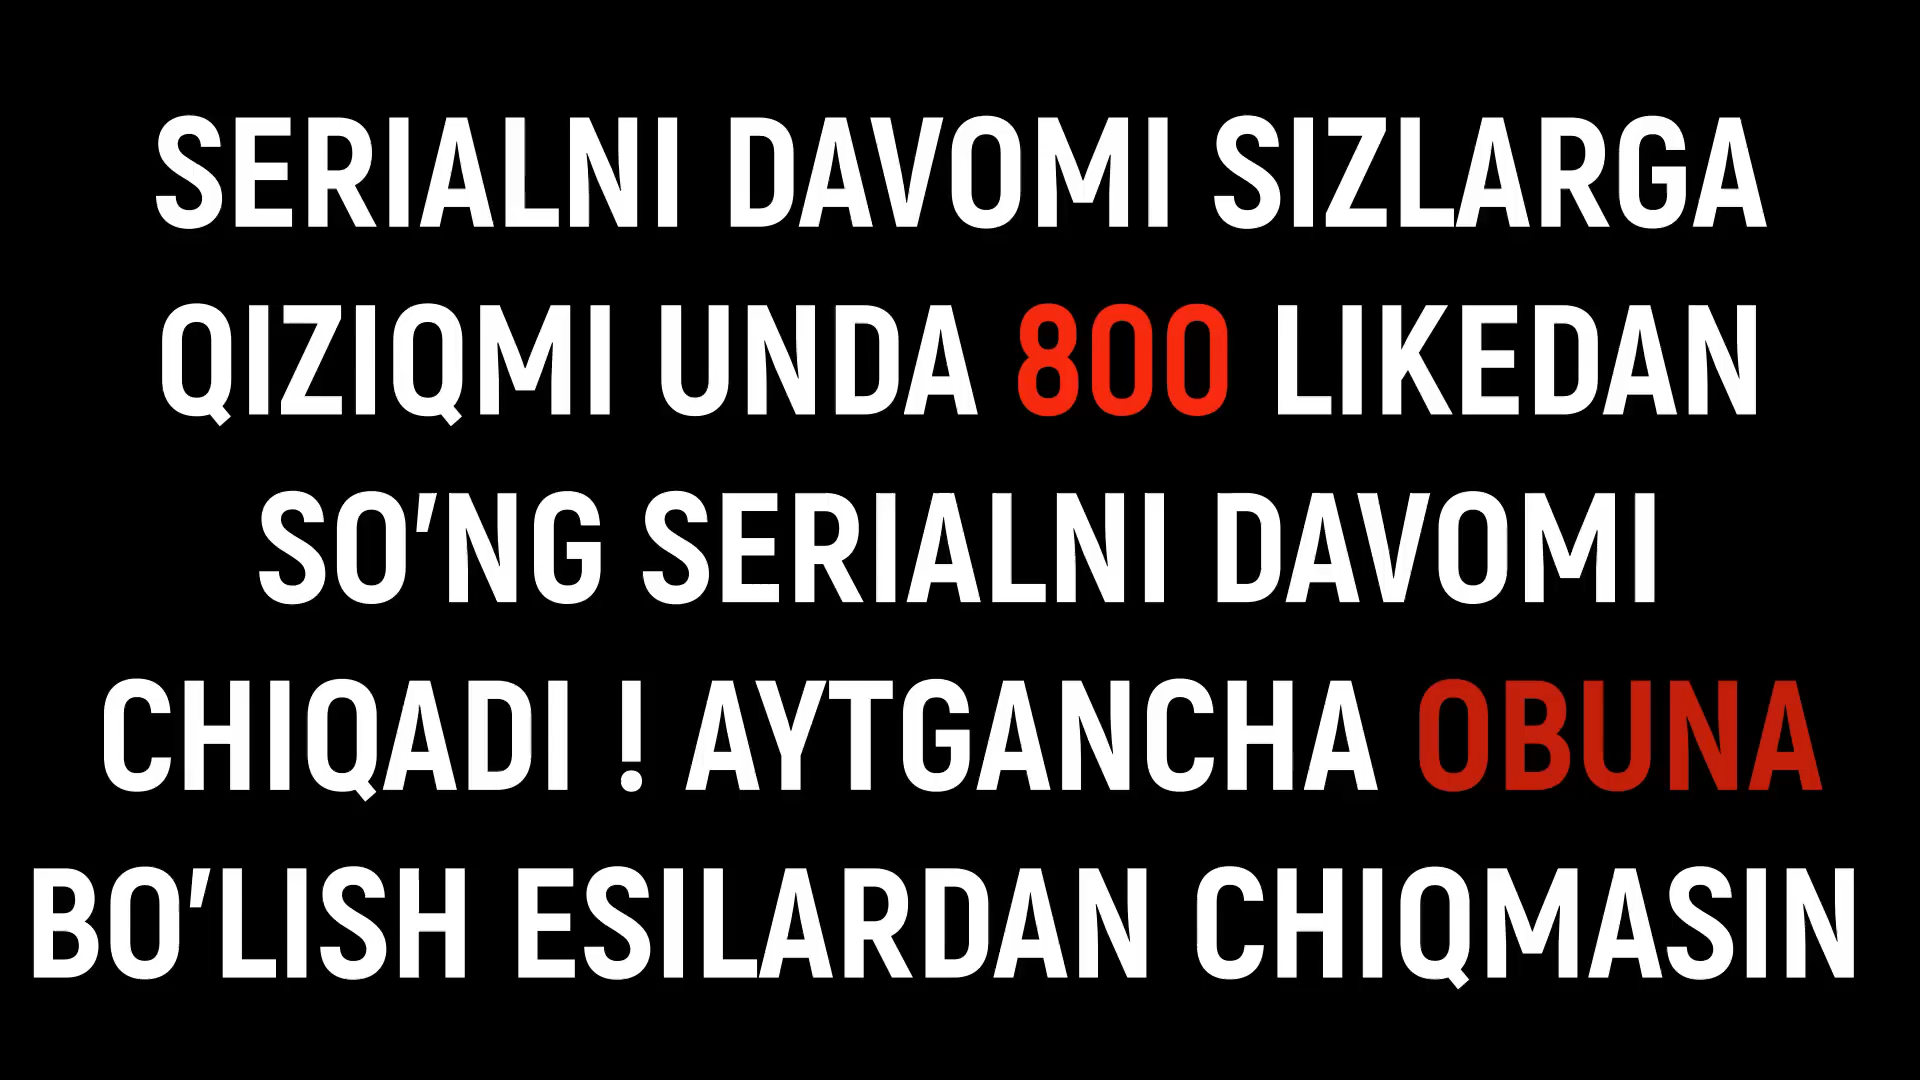 SERIALNI DAVOMI SIZLARGA
QIZIQMI UNDA 800 LIKEDAN
SO'NG SERIALNI DAVOMI
CHIQADI ! AYTGANCHA OBUNA
BO'LISH ESILARDAN CHIQMASIN